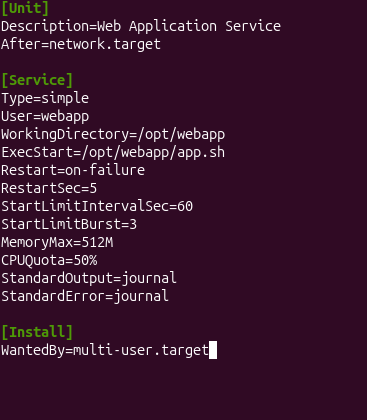 [Unit]
Description=Web Application Service
After=network.target

[Service]
Type=simple
User=webapp
WorkingDirectory=/opt/webapp
ExecStart=/opt/webapp/app.sh
Restart=on-failure
RestartSec=5
StartLimitIntervalSec=60
StartLimitBurst=3
MemoryMax=512M
CPUQuota=50%
StandardOutput=journal
StandardError=journal

[Install]
WantedBy=multi-user.target